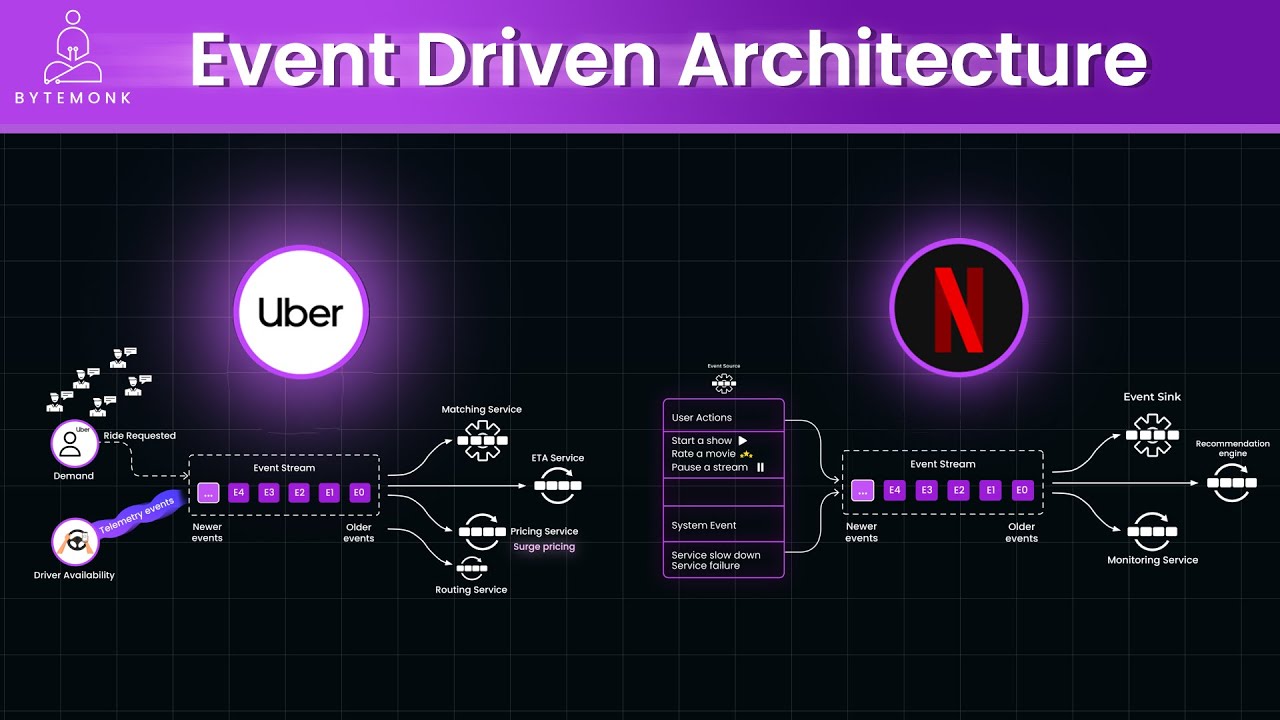 BYTEMONK
Event Driven Architecture
Uber
N
Uber
Ride Requested
Demand
Telemetry events
Driver Availability
Event Stream
... E4 E3 E2 E1 E0
Newer
events
Older
events
Matching Service
ETA Service
Pricing Service
Surge pricing
Routing Service
Event Source
User Actions
Start a show
Rate a movie
Pause a stream
System Event
Service slow down
Service failure
Event Stream
... E4 E3 E2 E1 E0
Newer
events
Older
events
Event Sink
Recommendation
engine
Monitoring Service